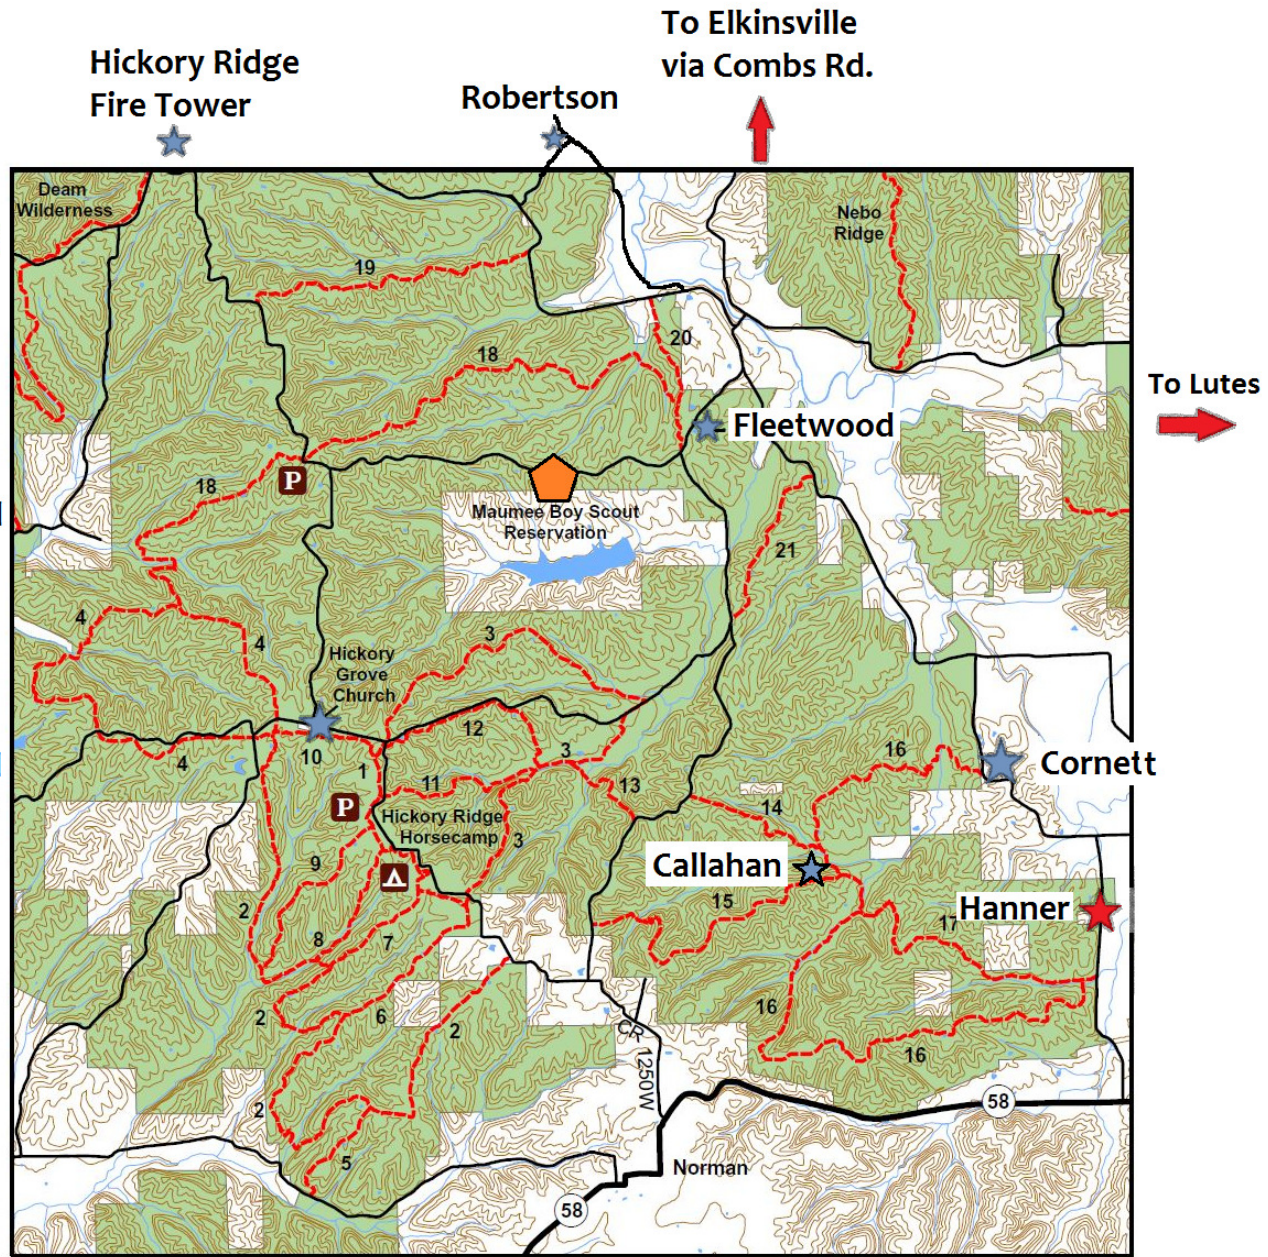 To Elkinsville
via Combs Rd.
Hickory Ridge
Fire Tower
Robertson
Deam
Wilderness
Nebo
Ridge
19
20
18
To Lutes
Fleetwood
P
18
Maumee Boy Scout
Reservation
21
4
4
3
Hickory
Grove
Church
12
10
3
16
4
1
Cornett
11
13
14
P
Hickory Ridge
Horsecamp
3
9
Callahan
15
Hanner
2
17
8
7
16
2
6
2
CR 1250W
16
2
58
5
Norman
58